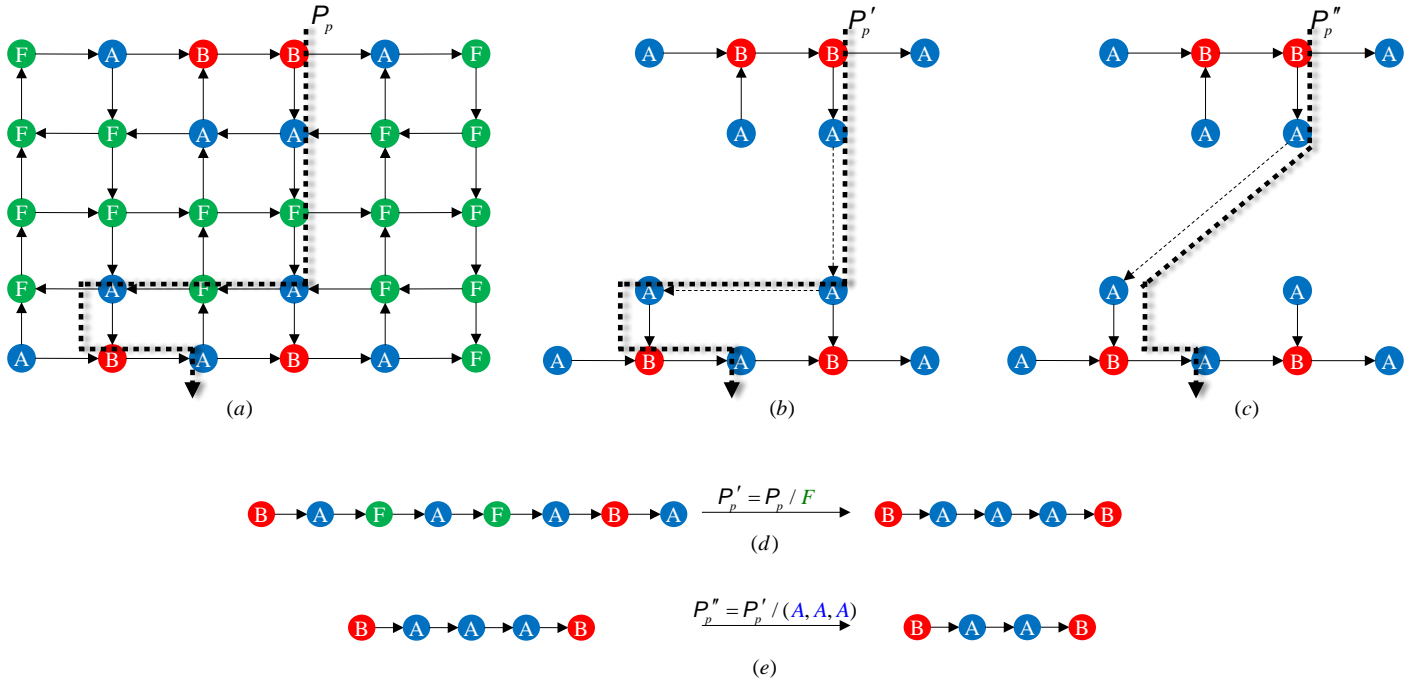 P_p P_p′ P_p″
F A B B A F A B B A A B B A
F F A A F F A A A A
F F F F F F
F A F A F F A A A A
A B A B A F A B A B A A B A B A
(a) (b) (c)
B A F A F A B A P_p′ = P_p / F B A A A B
(d)
B A A A B P_p″ = P_p′ / (A, A, A) B A A B
(e)